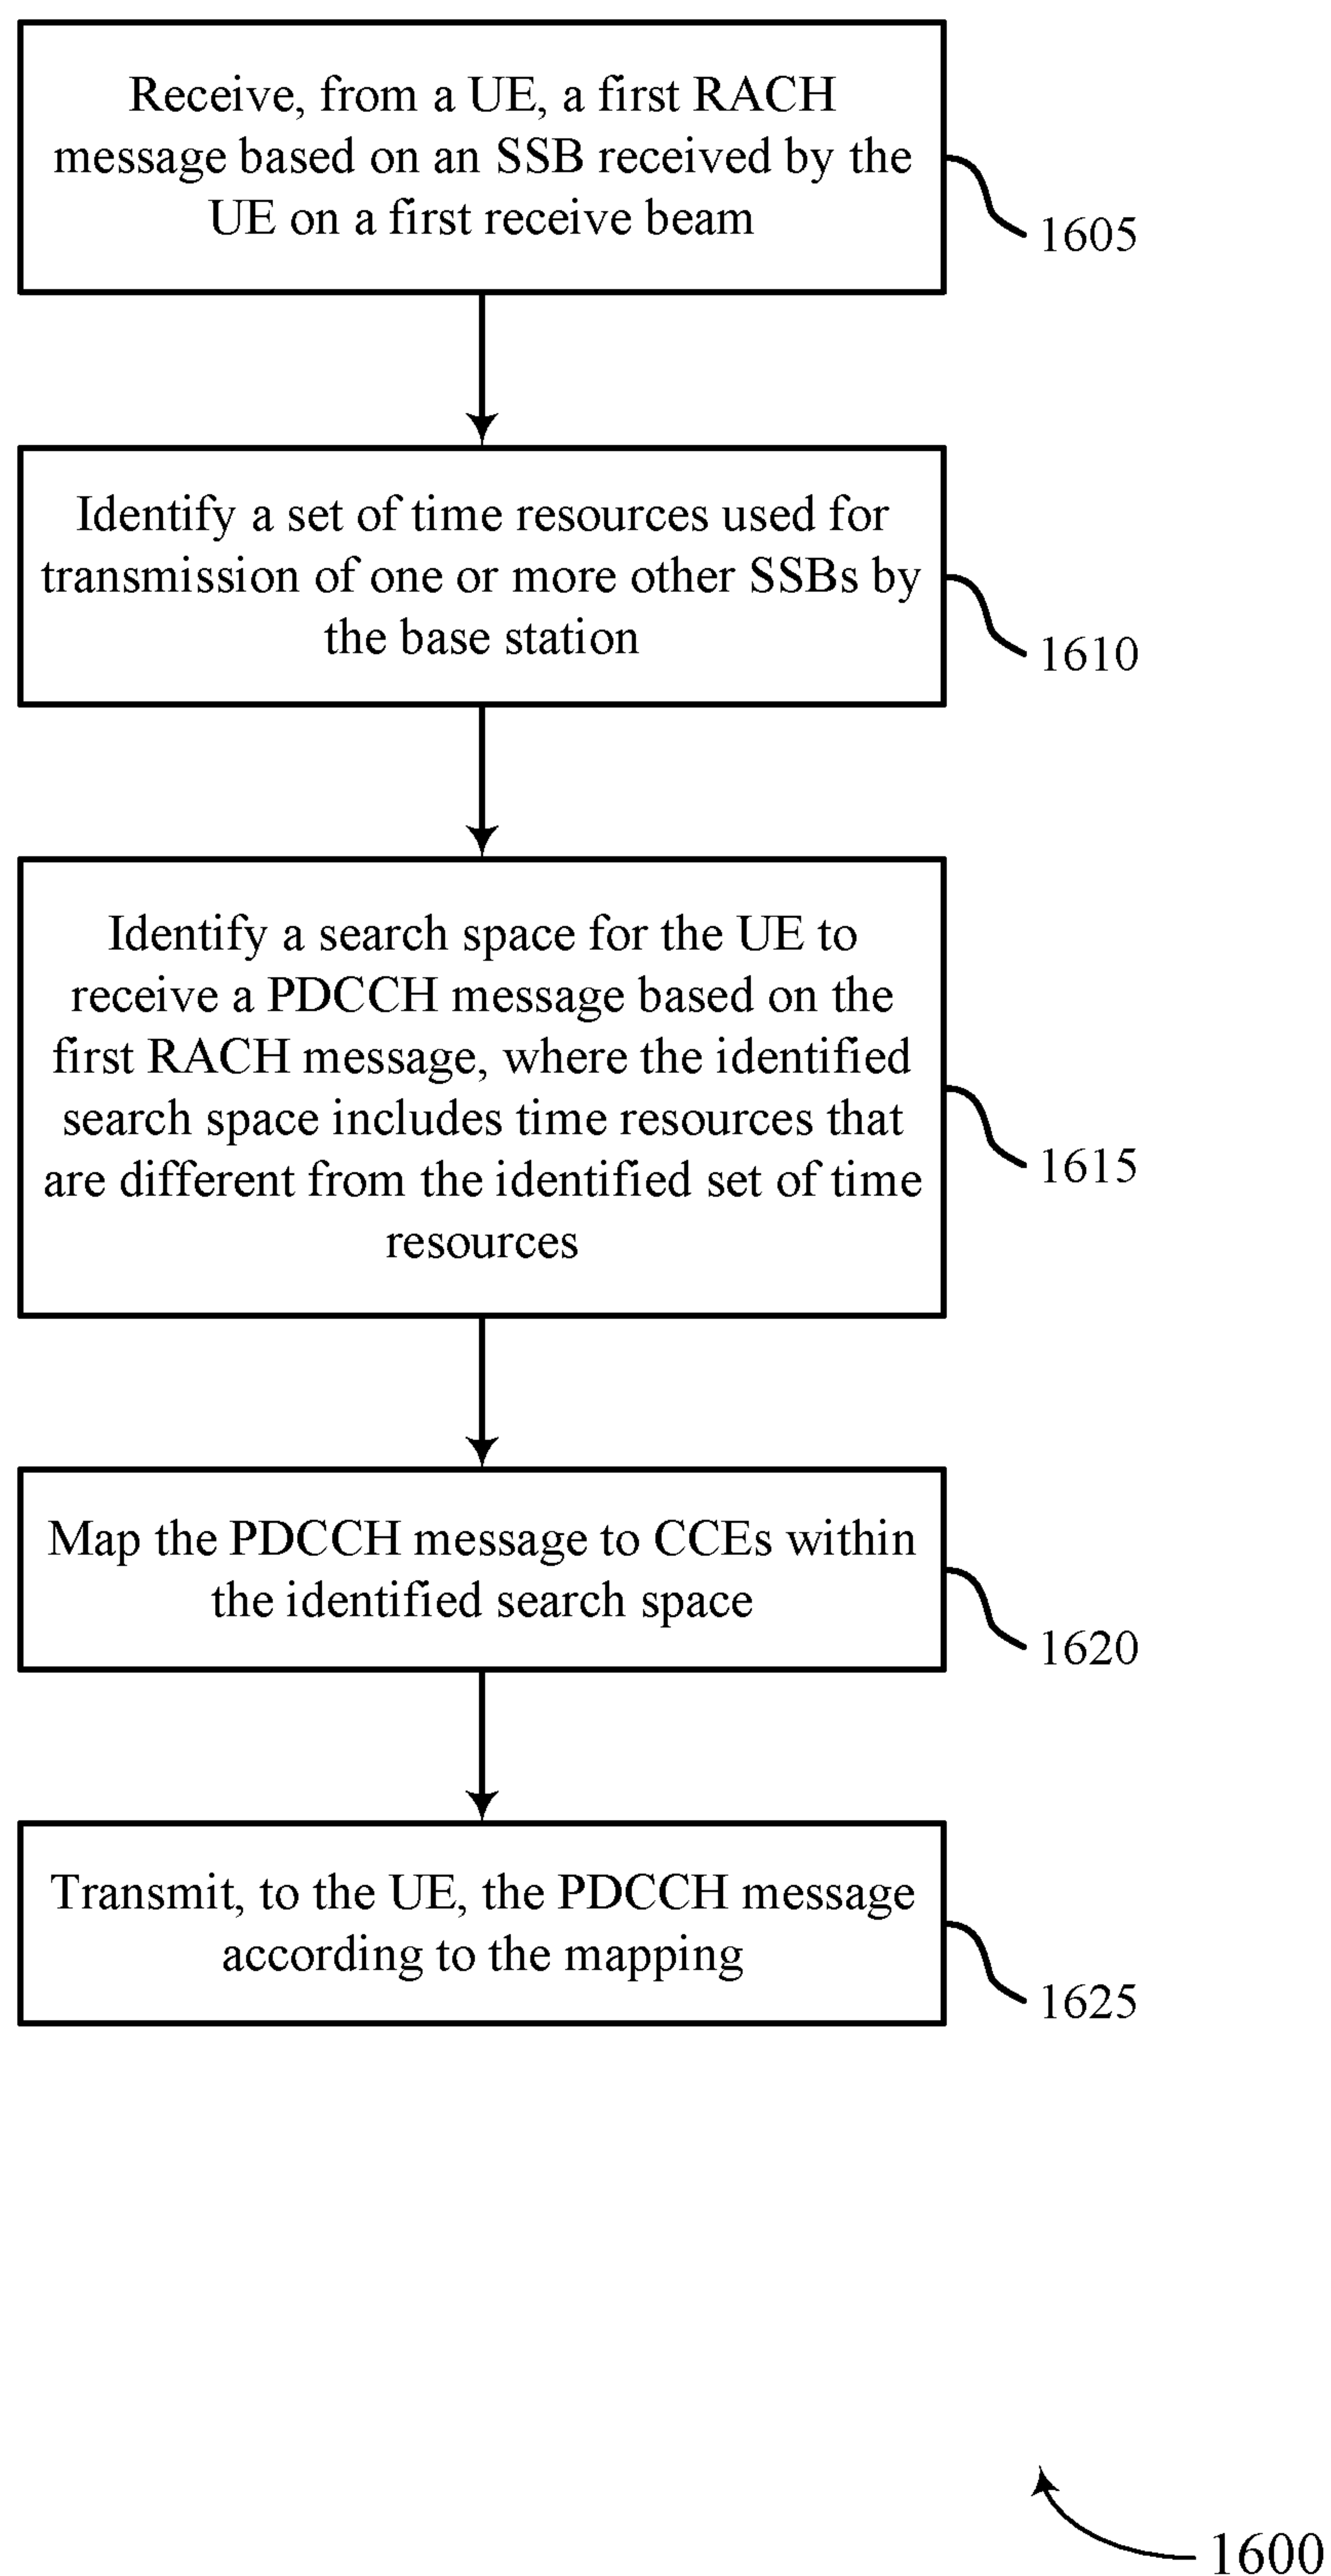 Receive, from a UE, a first RACH
message based on an SSB received by the
UE on a first receive beam
1605
Identify a set of time resources used for
transmission of one or more other SSBs by
the base station
1610
Identify a search space for the UE to
receive a PDCCH message based on the
first RACH message, where the identified
search space includes time resources that
are different from the identified set of time
resources
1615
Map the PDCCH message to CCEs within
the identified search space
1620
Transmit, to the UE, the PDCCH message
according to the mapping
1625
1600